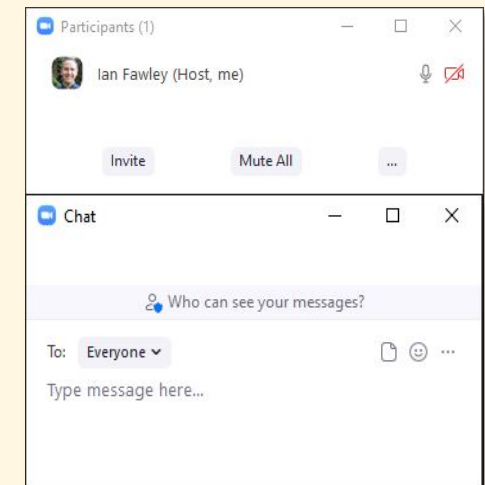 Participants (1)
Ian Fawley (Host, me)
Invite Mute All ...
Chat
Who can see your messages?
To: Everyone
Type message here...